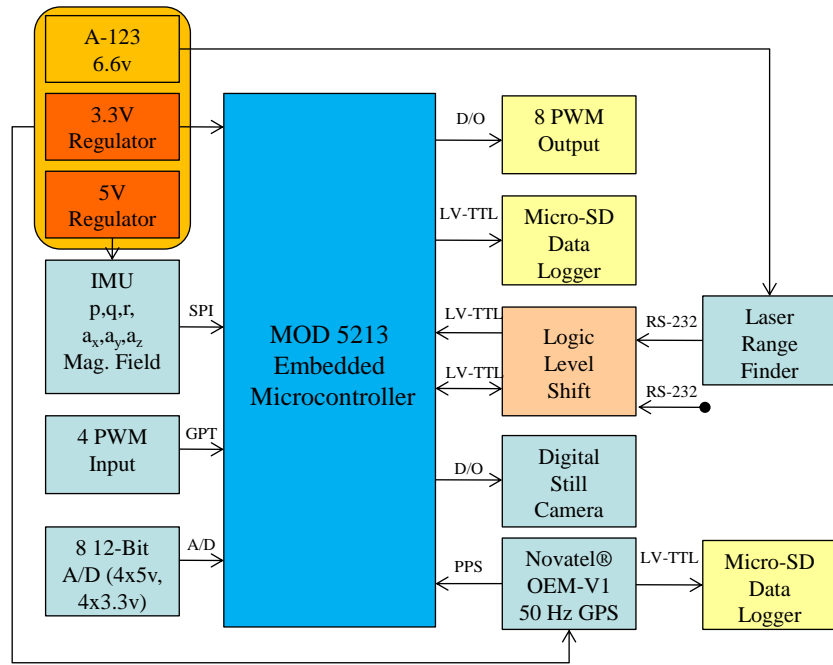 A-123
6.6v
3.3V
Regulator
5V
Regulator
IMU
p,q,r,
aₓ,aᵧ,a_z
Mag. Field
SPI
4 PWM
Input
GPT
8 12-Bit
A/D (4x5v,
4x3.3v)
A/D
MOD 5213
Embedded
Microcontroller
D/O
8 PWM
Output
LV-TTL
Micro-SD
Data
Logger
LV-TTL
LV-TTL
Logic
Level
Shift
RS-232
RS-232
Laser
Range
Finder
D/O
Digital
Still
Camera
PPS
Novatel®
OEM-V1
50 Hz GPS
LV-TTL
Micro-SD
Data
Logger